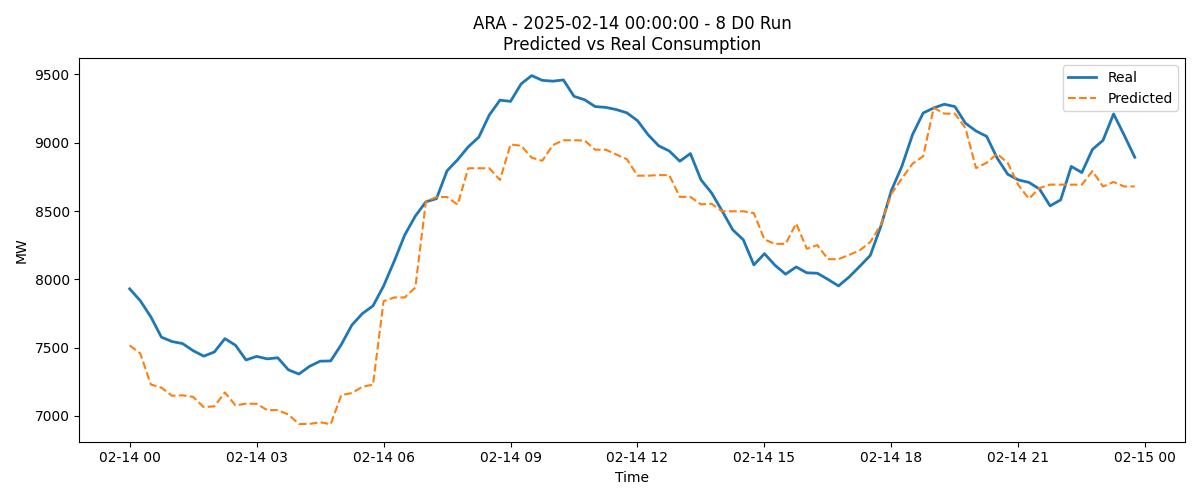 ARA - 2025-02-14 00:00:00 - 8 D0 Run
Predicted vs Real Consumption
Real
Predicted
MW
9500
9000
8500
8000
7500
7000
02-14 00
02-14 03
02-14 06
02-14 09
02-14 12
02-14 15
02-14 18
02-14 21
02-15 00
Time